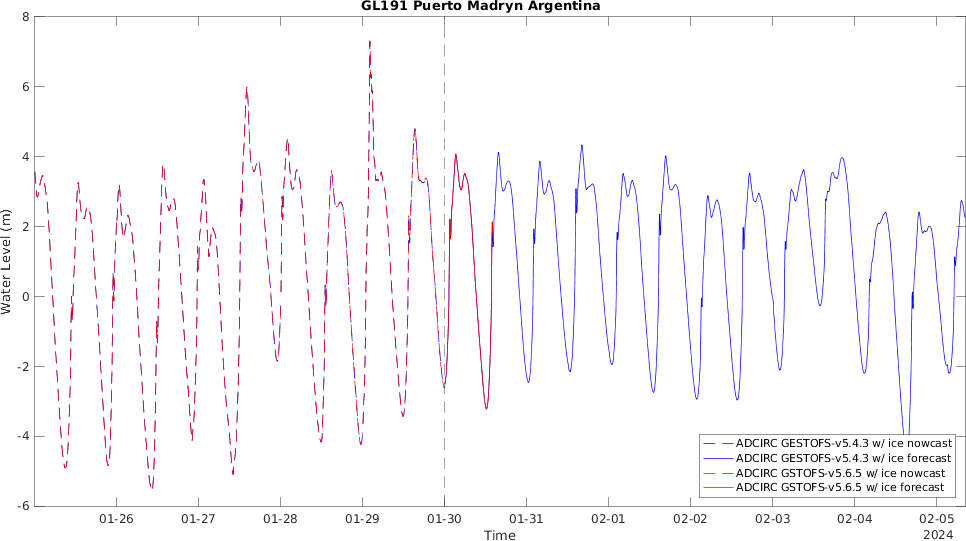 GL191 Puerto Madryn Argentina
Water Level (m)
8
6
4
2
0
-2
-4
-6
01-26
01-27
01-28
01-29
01-30
01-31
02-01
02-02
02-03
02-04
02-05
2024
Time
ADCIRC GESTOFS-v5.4.3 w/ ice nowcast
ADCIRC GESTOFS-v5.4.3 w/ ice forecast
ADCIRC GSTOFS-v5.6.5 w/ ice nowcast
ADCIRC GSTOFS-v5.6.5 w/ ice forecast